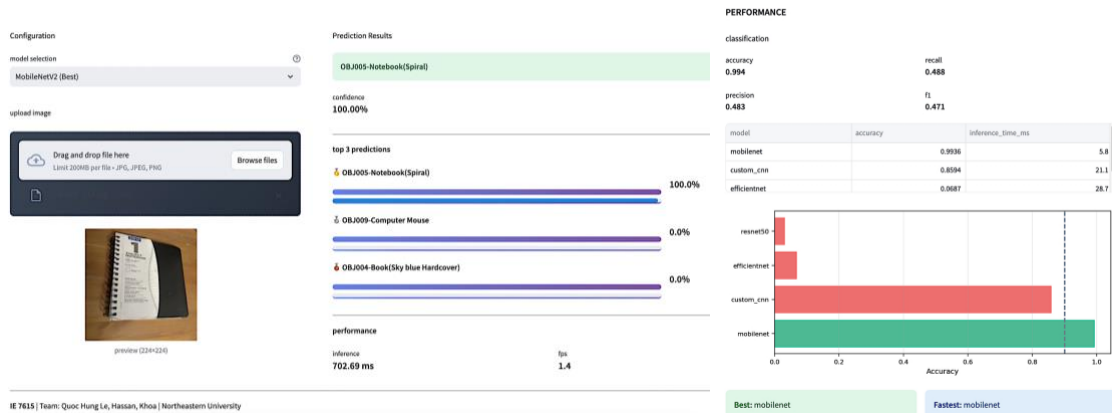 Configuration
model selection
MobileNetV2 (Best)
upload image
Drag and drop file here
Limit 200MB per file • JPG, JPEG, PNG
Browse files
preview (224×224)
Prediction Results
OBJ005-Notebook(Spiral)
confidence
100.00%
top 3 predictions
OBJ005-Notebook(Spiral)
100.0%
OBJ009-Computer Mouse
0.0%
OBJ004-Book(Sky blue Hardcover)
0.0%
performance
inference
702.69 ms
fps
1.4
IE 7615 | Team: Quoc Hung Le, Hassan, Khoa | Northeastern University
PERFORMANCE
classification
accuracy
0.994
recall
0.488
precision
0.483
f1
0.471
model accuracy inference_time_ms
mobilenet 0.9936 5.8
custom_cnn 0.8594 21.1
efficientnet 0.0687 28.7
resnet50
efficientnet
custom_cnn
mobilenet
0.0 0.2 0.4 0.6 0.8 1.0
Accuracy
Best: mobilenet
Fastest: mobilenet